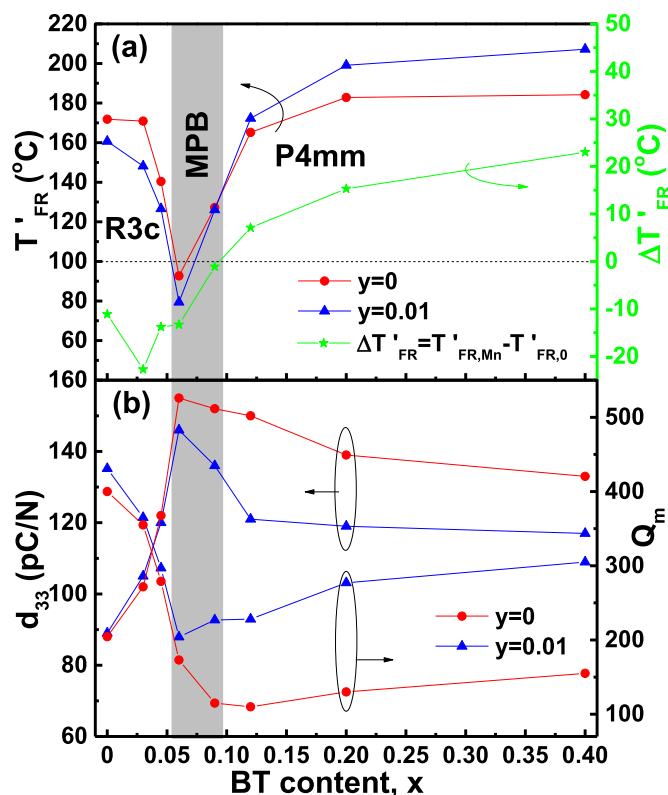 (a)
220
200
180
160
140
120
100
80
60
160
T'FR (°C)
50
40
30
20
10
0
-10
-20
ΔT'FR (°C)
MPB
P4mm
R3c
y=0
y=0.01
ΔT'FR=T'FR,Mn-T'FR,0
(b)
140
120
100
80
60
d33 (pC/N)
500
400
300
200
100
Qm
y=0
y=0.01
0 0.05 0.10 0.15 0.20 0.25 0.30 0.35 0.40
BT content, x